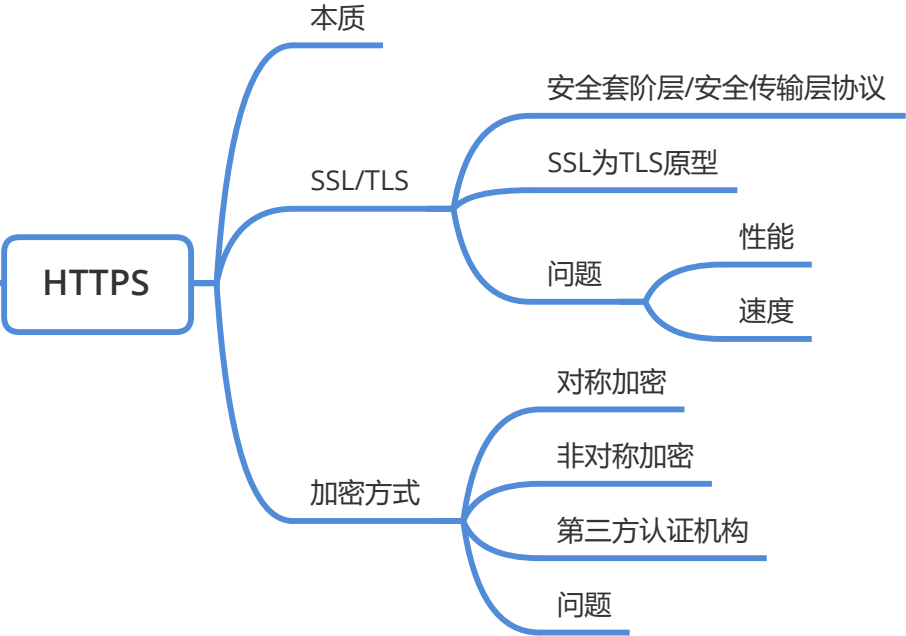 本质
安全套阶层/安全传输层协议
SSL/TLS
SSL为TLS原型
性能
问题
速度
HTTPS
对称加密
非对称加密
加密方式
第三方认证机构
问题